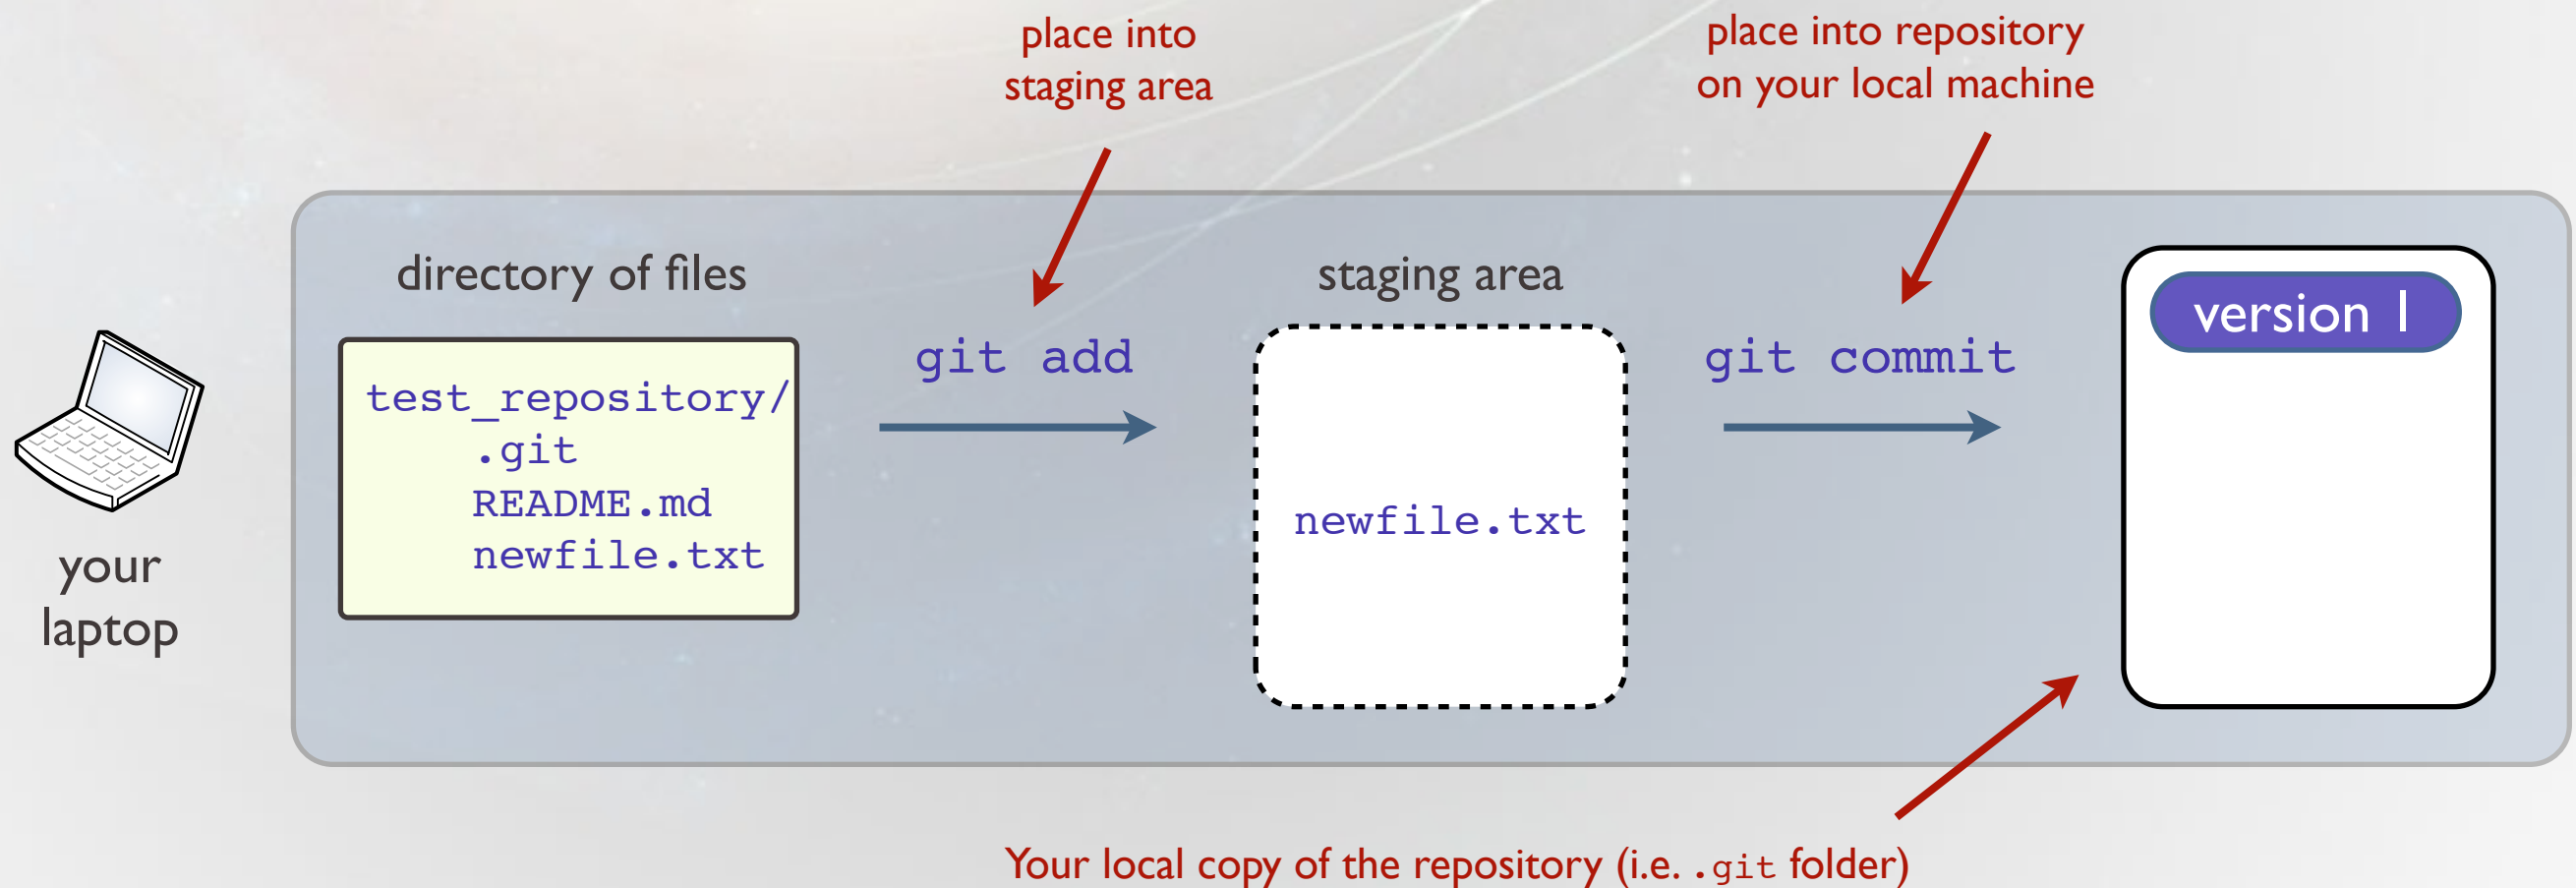 place into
staging area
place into repository
on your local machine
directory of files
staging area
git add
git commit
version 1
test_repository/
.git
README.md
newfile.txt
newfile.txt
your
laptop
Your local copy of the repository (i.e. .git folder)